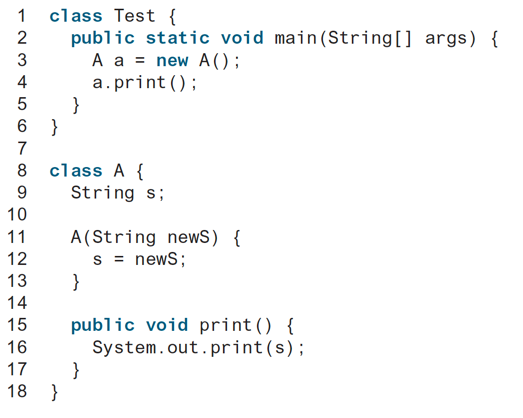 1 class Test {
2   public static void main(String[] args) {
3     A a = new A();
4     a.print();
5   }
6 }
7
8 class A {
9   String s;
10
11   A(String newS) {
12     s = newS;
13   }
14
15   public void print() {
16     System.out.print(s);
17   }
18 }